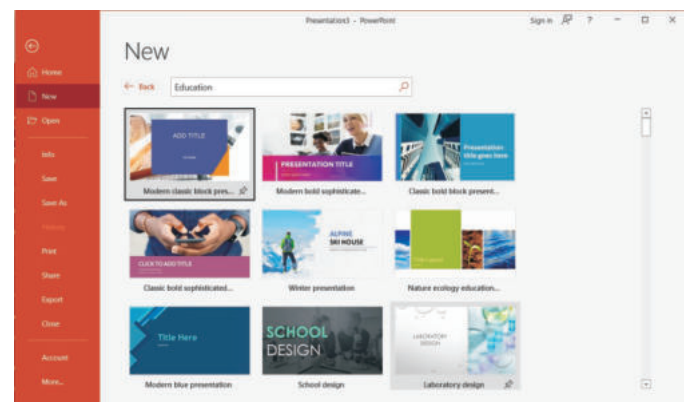 Presentation3 - PowerPoint
Sign in
?
New
Home
New
Open
Info
Save
Save As
History
Print
Share
Export
Close
Account
More...
Back
Education
ADD TITLE
Modern classic block pres...
PRESENTATION TITLE
Modern bold sophisticate...
Presentation
title goes here
Classic bold block present...
CLICK TO ADD TITLE
Classic bold sophisticated...
ALPINE
SKI HOUSE
Winter presentation
Nature ecology education...
Title Here
Modern blue presentation
SCHOOL
DESIGN
School design
LABORATORY
DESIGN
Laboratory design